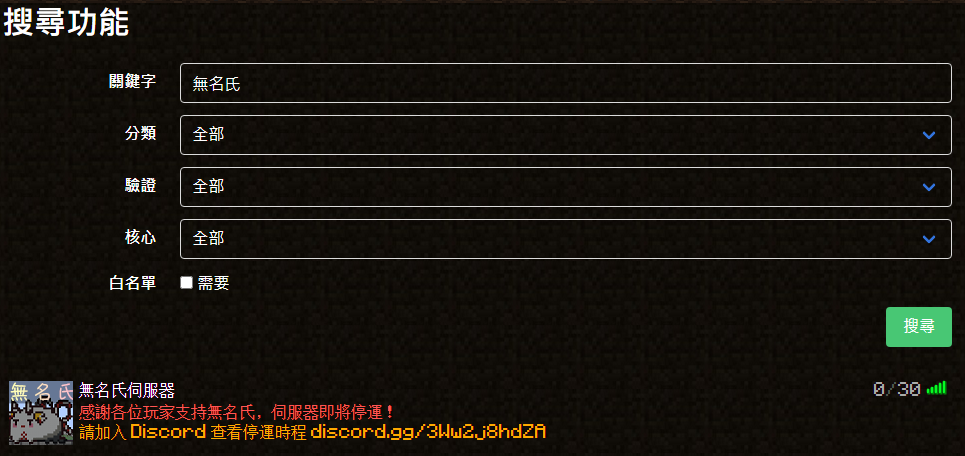 搜尋功能
關鍵字
無名氏
分類
全部
驗證
全部
核心
全部
白名單
需要
搜尋
無名氏
無名氏伺服器
0/30
感謝各位玩家支持無名氏，伺服器即將停運！
請加入 Discord 查看停運時程 discord.gg/3Ww2j8hdZA